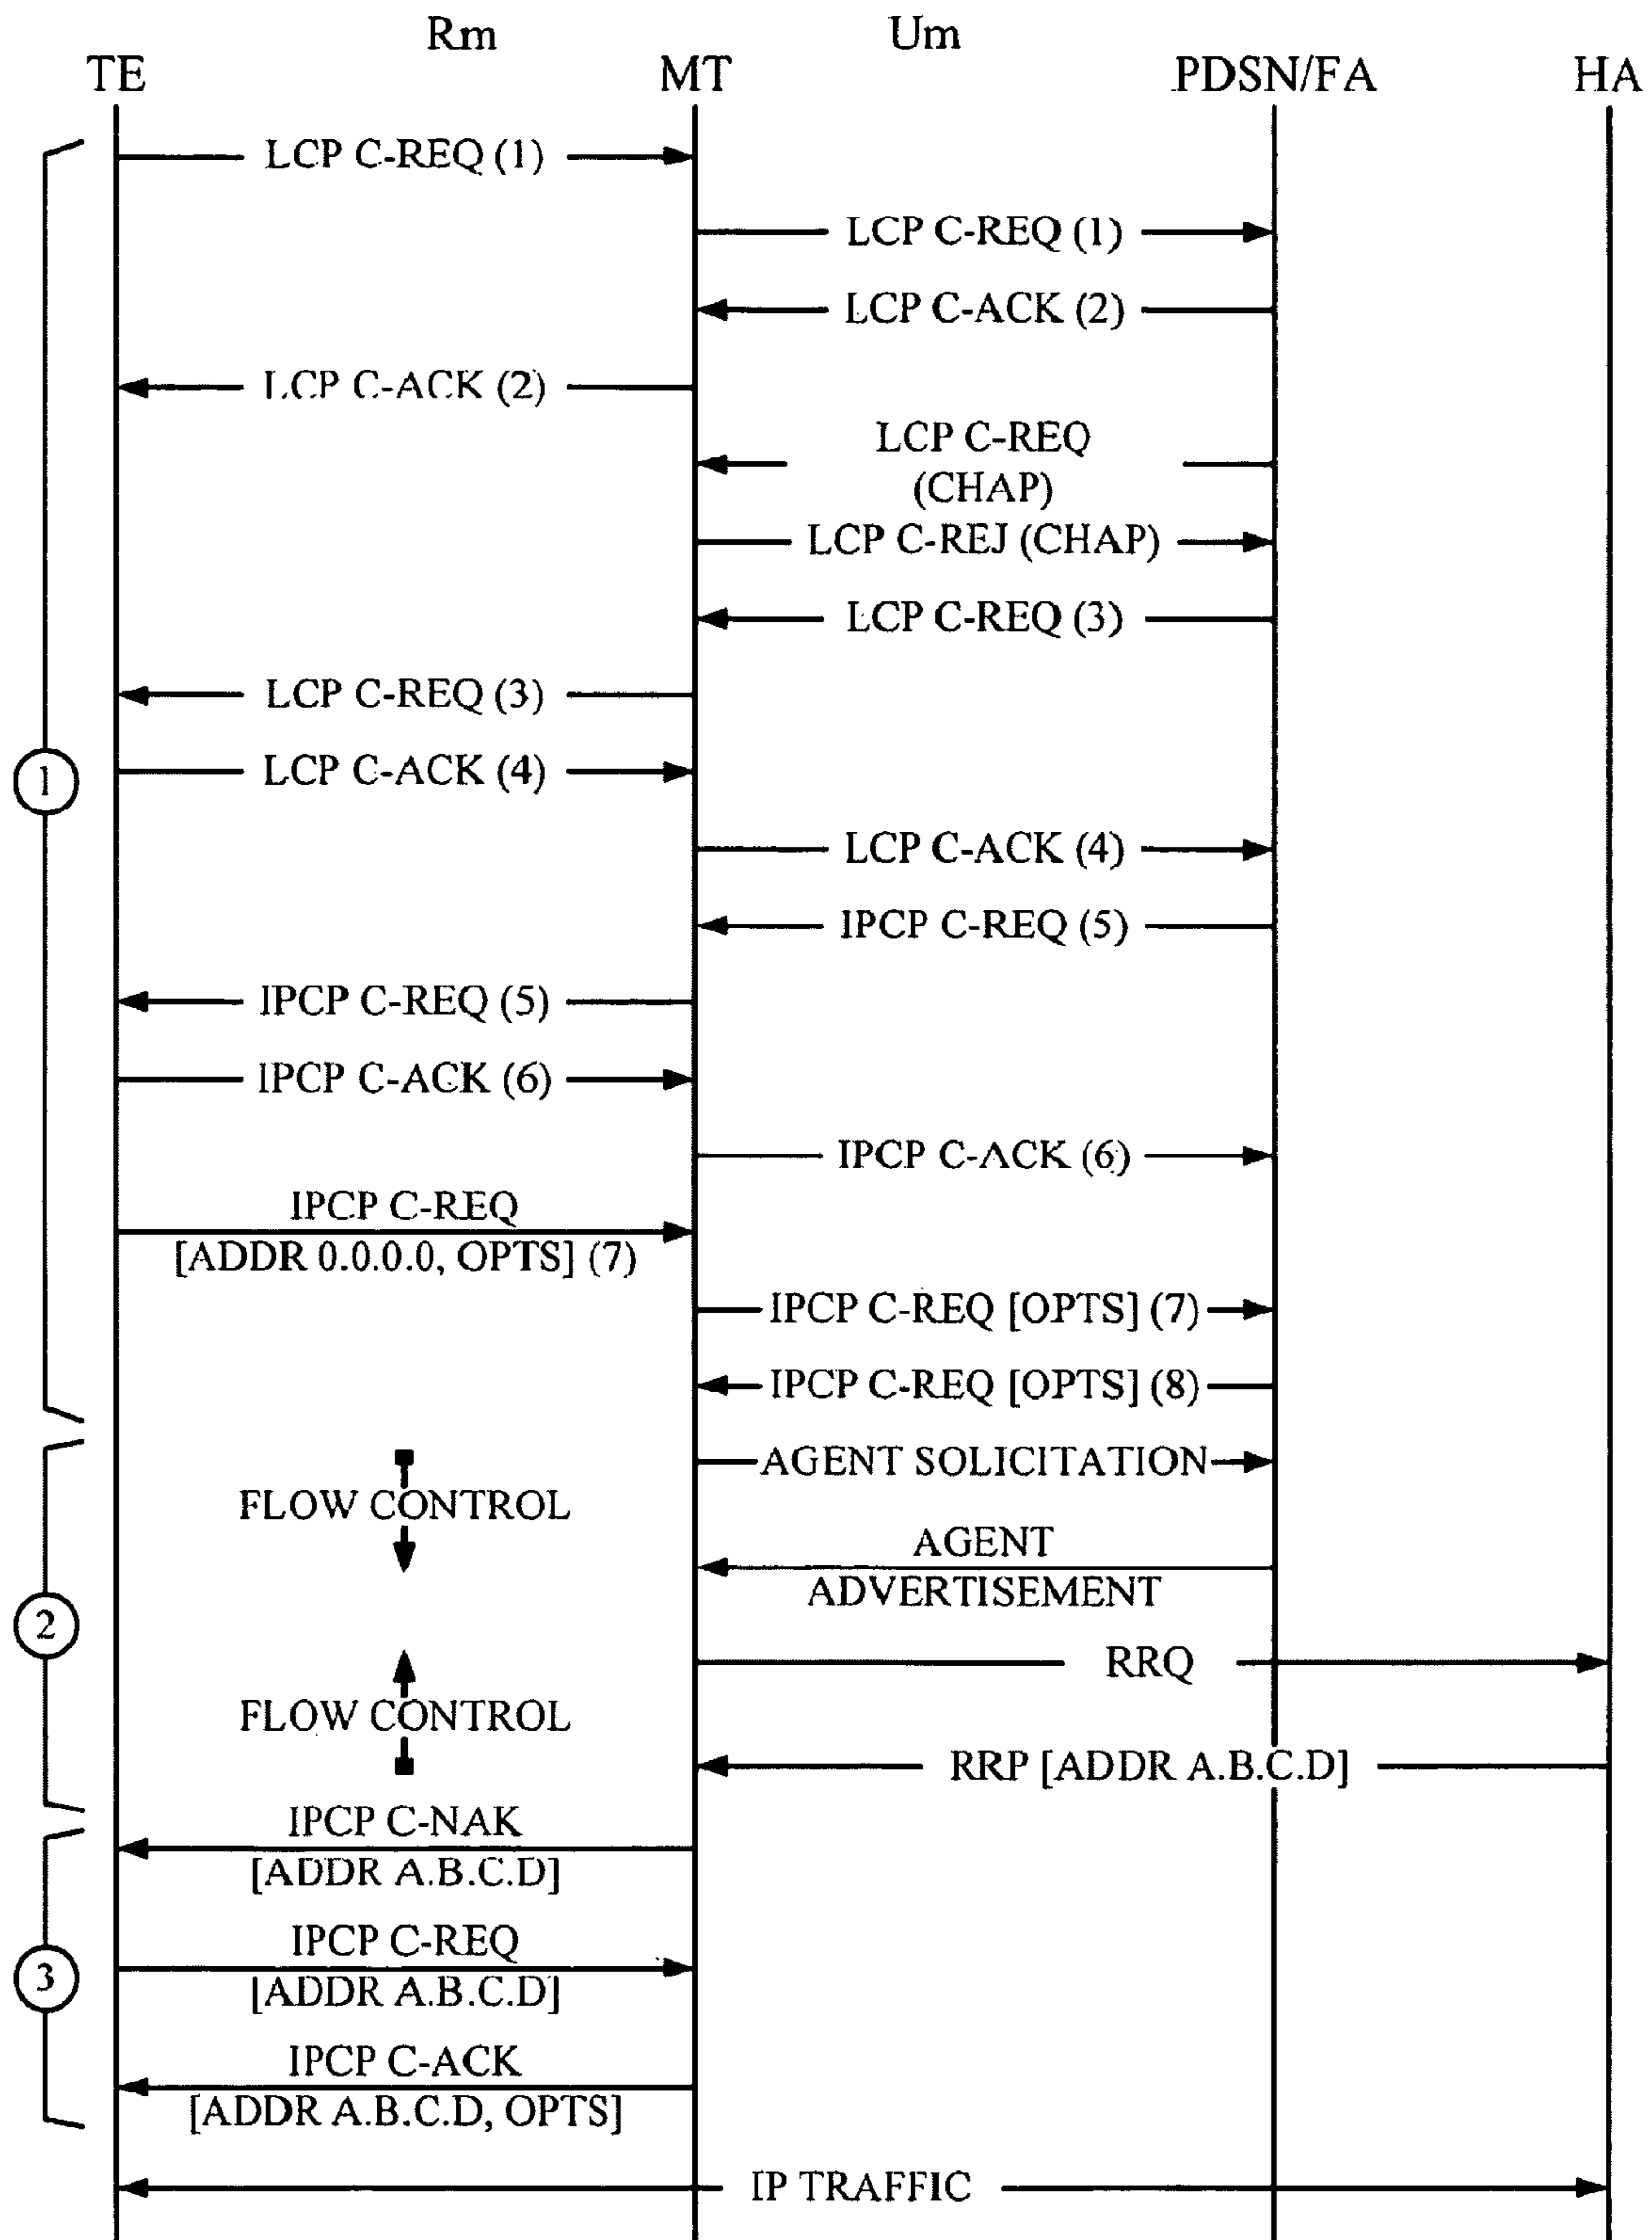 Rm Um
TE MT PDSN/FA HA
LCP C-REQ (1)
LCP C-REQ (1)
LCP C-ACK (2)
LCP C-ACK (2)
LCP C-REQ
(CHAP)
LCP C-REJ (CHAP)
LCP C-REQ (3)
LCP C-REQ (3)
1
LCP C-ACK (4)
LCP C-ACK (4)
IPCP C-REQ (5)
IPCP C-REQ (5)
IPCP C-ACK (6)
IPCP C-ACK (6)
IPCP C-REQ
[ADDR 0.0.0.0, OPTS] (7)
IPCP C-REQ [OPTS] (7)
IPCP C-REQ [OPTS] (8)
AGENT SOLICITATION
FLOW CONTROL
AGENT
ADVERTISEMENT
2
RRQ
FLOW CONTROL
RRP [ADDR A.B.C.D]
IPCP C-NAK
[ADDR A.B.C.D]
IPCP C-REQ
3
[ADDR A.B.C.D]
IPCP C-ACK
[ADDR A.B.C.D, OPTS]
IP TRAFFIC